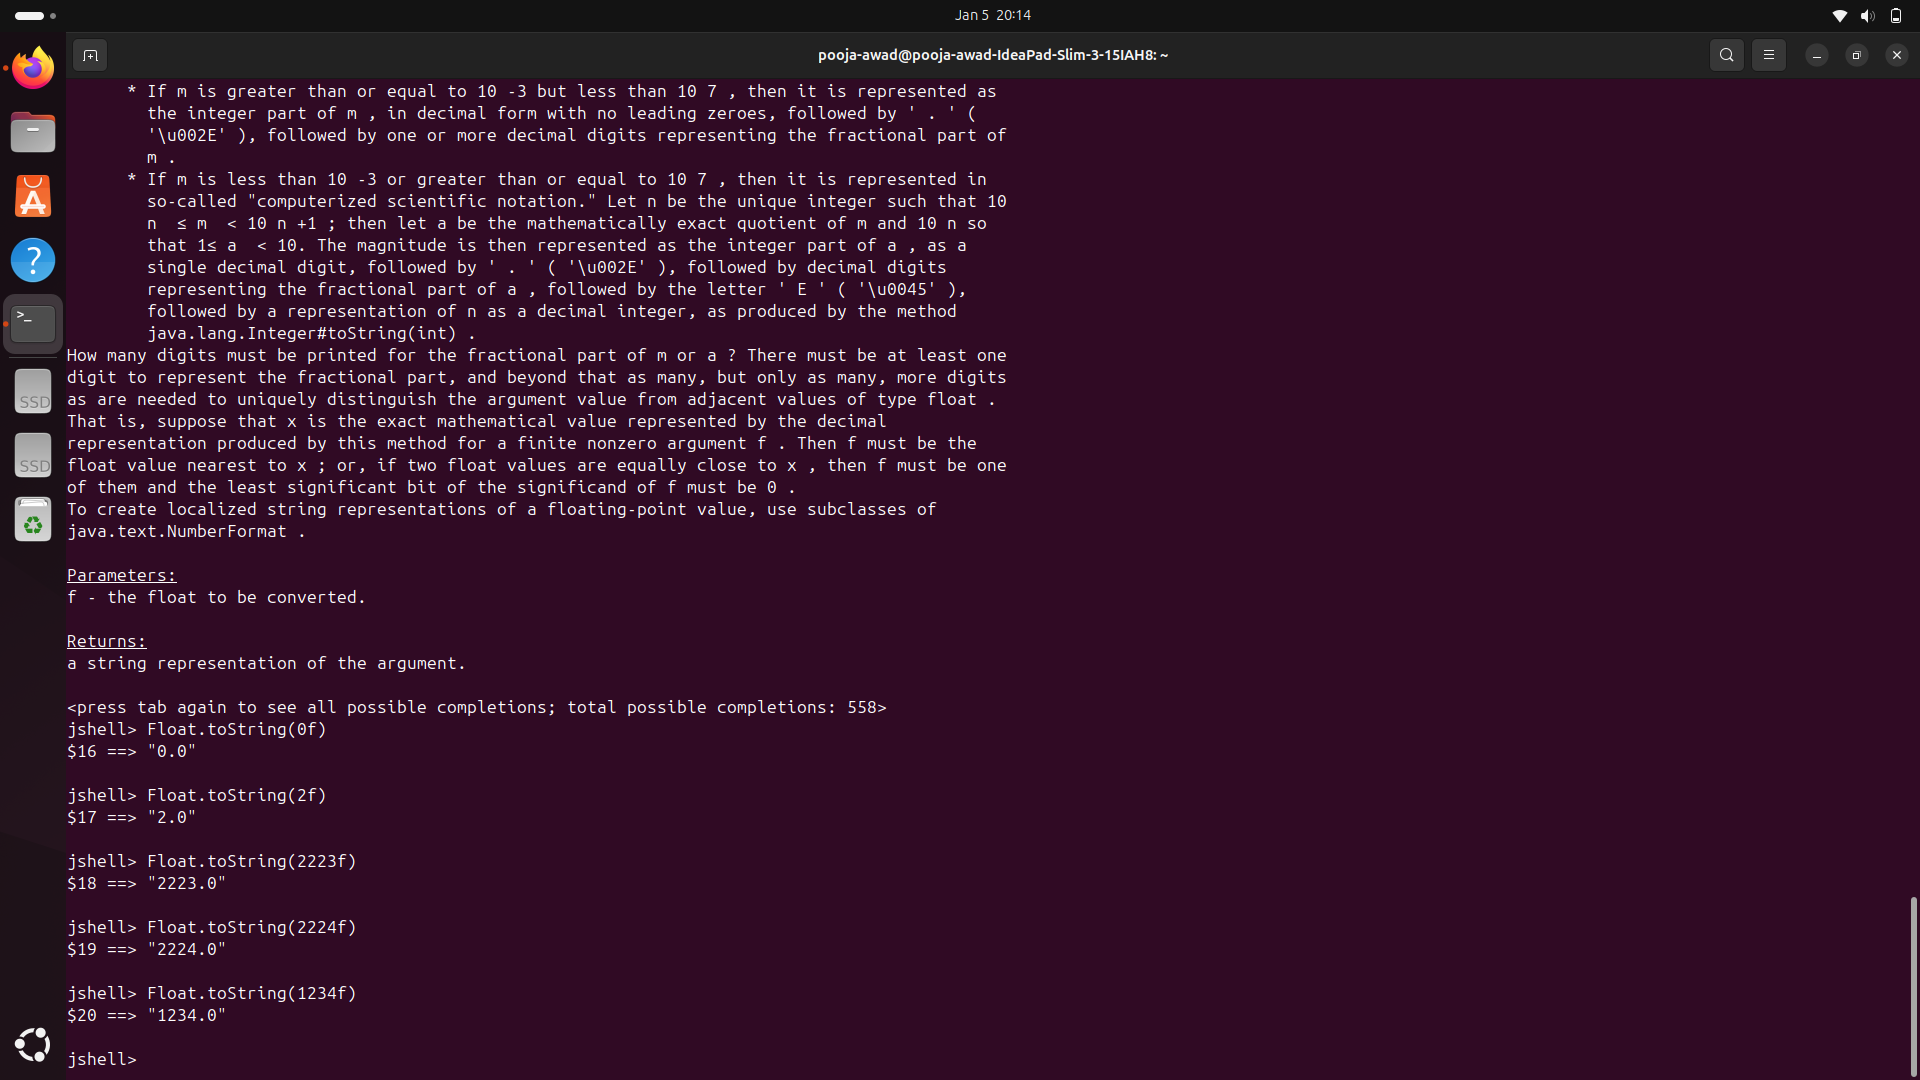 Jan 5 20:14
pooja-awad@pooja-awad-IdeaPad-Slim-3-15IAH8: ~
* If m is greater than or equal to 10 -3 but less than 10 7 , then it is represented as
the integer part of m , in decimal form with no leading zeroes, followed by ' . ' (
'\u002E' ), followed by one or more decimal digits representing the fractional part of
m .
* If m is less than 10 -3 or greater than or equal to 10 7 , then it is represented in
so-called "computerized scientific notation." Let n be the unique integer such that 10
n  ≤ m  < 10 n +1 ; then let a be the mathematically exact quotient of m and 10 n so
that 1≤ a  < 10. The magnitude is then represented as the integer part of a , as a
single decimal digit, followed by ' . ' ( '\u002E' ), followed by decimal digits
representing the fractional part of a , followed by the letter ' E ' ( '\u0045' ),
followed by a representation of n as a decimal integer, as produced by the method
java.lang.Integer#toString(int) .
How many digits must be printed for the fractional part of m or a ? There must be at least one
digit to represent the fractional part, and beyond that as many, but only as many, more digits
as are needed to uniquely distinguish the argument value from adjacent values of type float .
That is, suppose that x is the exact mathematical value represented by the decimal
representation produced by this method for a finite nonzero argument f . Then f must be the
float value nearest to x ; or, if two float values are equally close to x , then f must be one
of them and the least significant bit of the significand of f must be 0 .
To create localized string representations of a floating-point value, use subclasses of
java.text.NumberFormat .
Parameters:
f - the float to be converted.
Returns:
a string representation of the argument.
<press tab again to see all possible completions; total possible completions: 558>
jshell> Float.toString(0f)
$16 ==> "0.0"
jshell> Float.toString(2f)
$17 ==> "2.0"
jshell> Float.toString(2223f)
$18 ==> "2223.0"
jshell> Float.toString(2224f)
$19 ==> "2224.0"
jshell> Float.toString(1234f)
$20 ==> "1234.0"
jshell>
?
>_
SSD
SSD